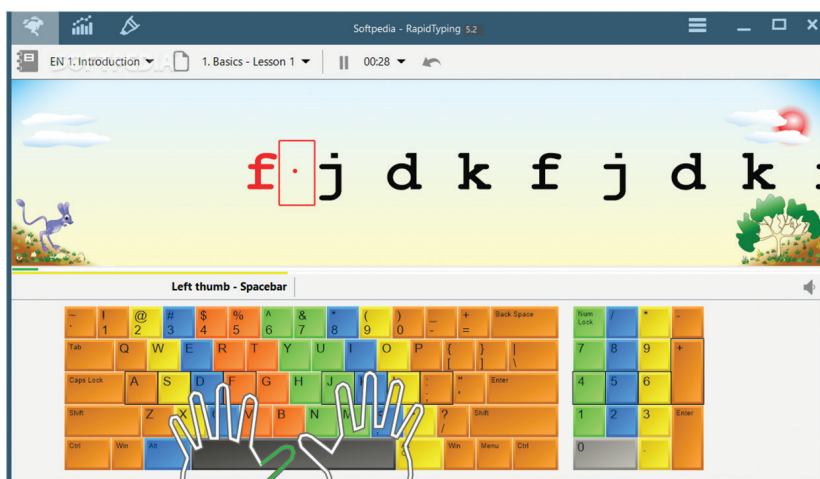 Softpedia - RapidTyping 5.2
EN 1. Introduction
1. Basics - Lesson 1
00:28
SOFTPEDIA
f · j d k f j d k
Left thumb - Spacebar
~ ! @ # $ % ^ & * ( ) _ + Back Space
` 1 2 3 4 5 6 7 8 9 0 - =
Tab Q W E R T Y U I O P { } |
[ ] \
Caps Lock A S D F G H J K L : " Enter
; '
Shift Z X C V B N M ? Shift
/
Ctrl Win Alt Win Menu Ctrl
Num Lock / * -
7 8 9 +
4 5 6
1 2 3 Enter
0 .